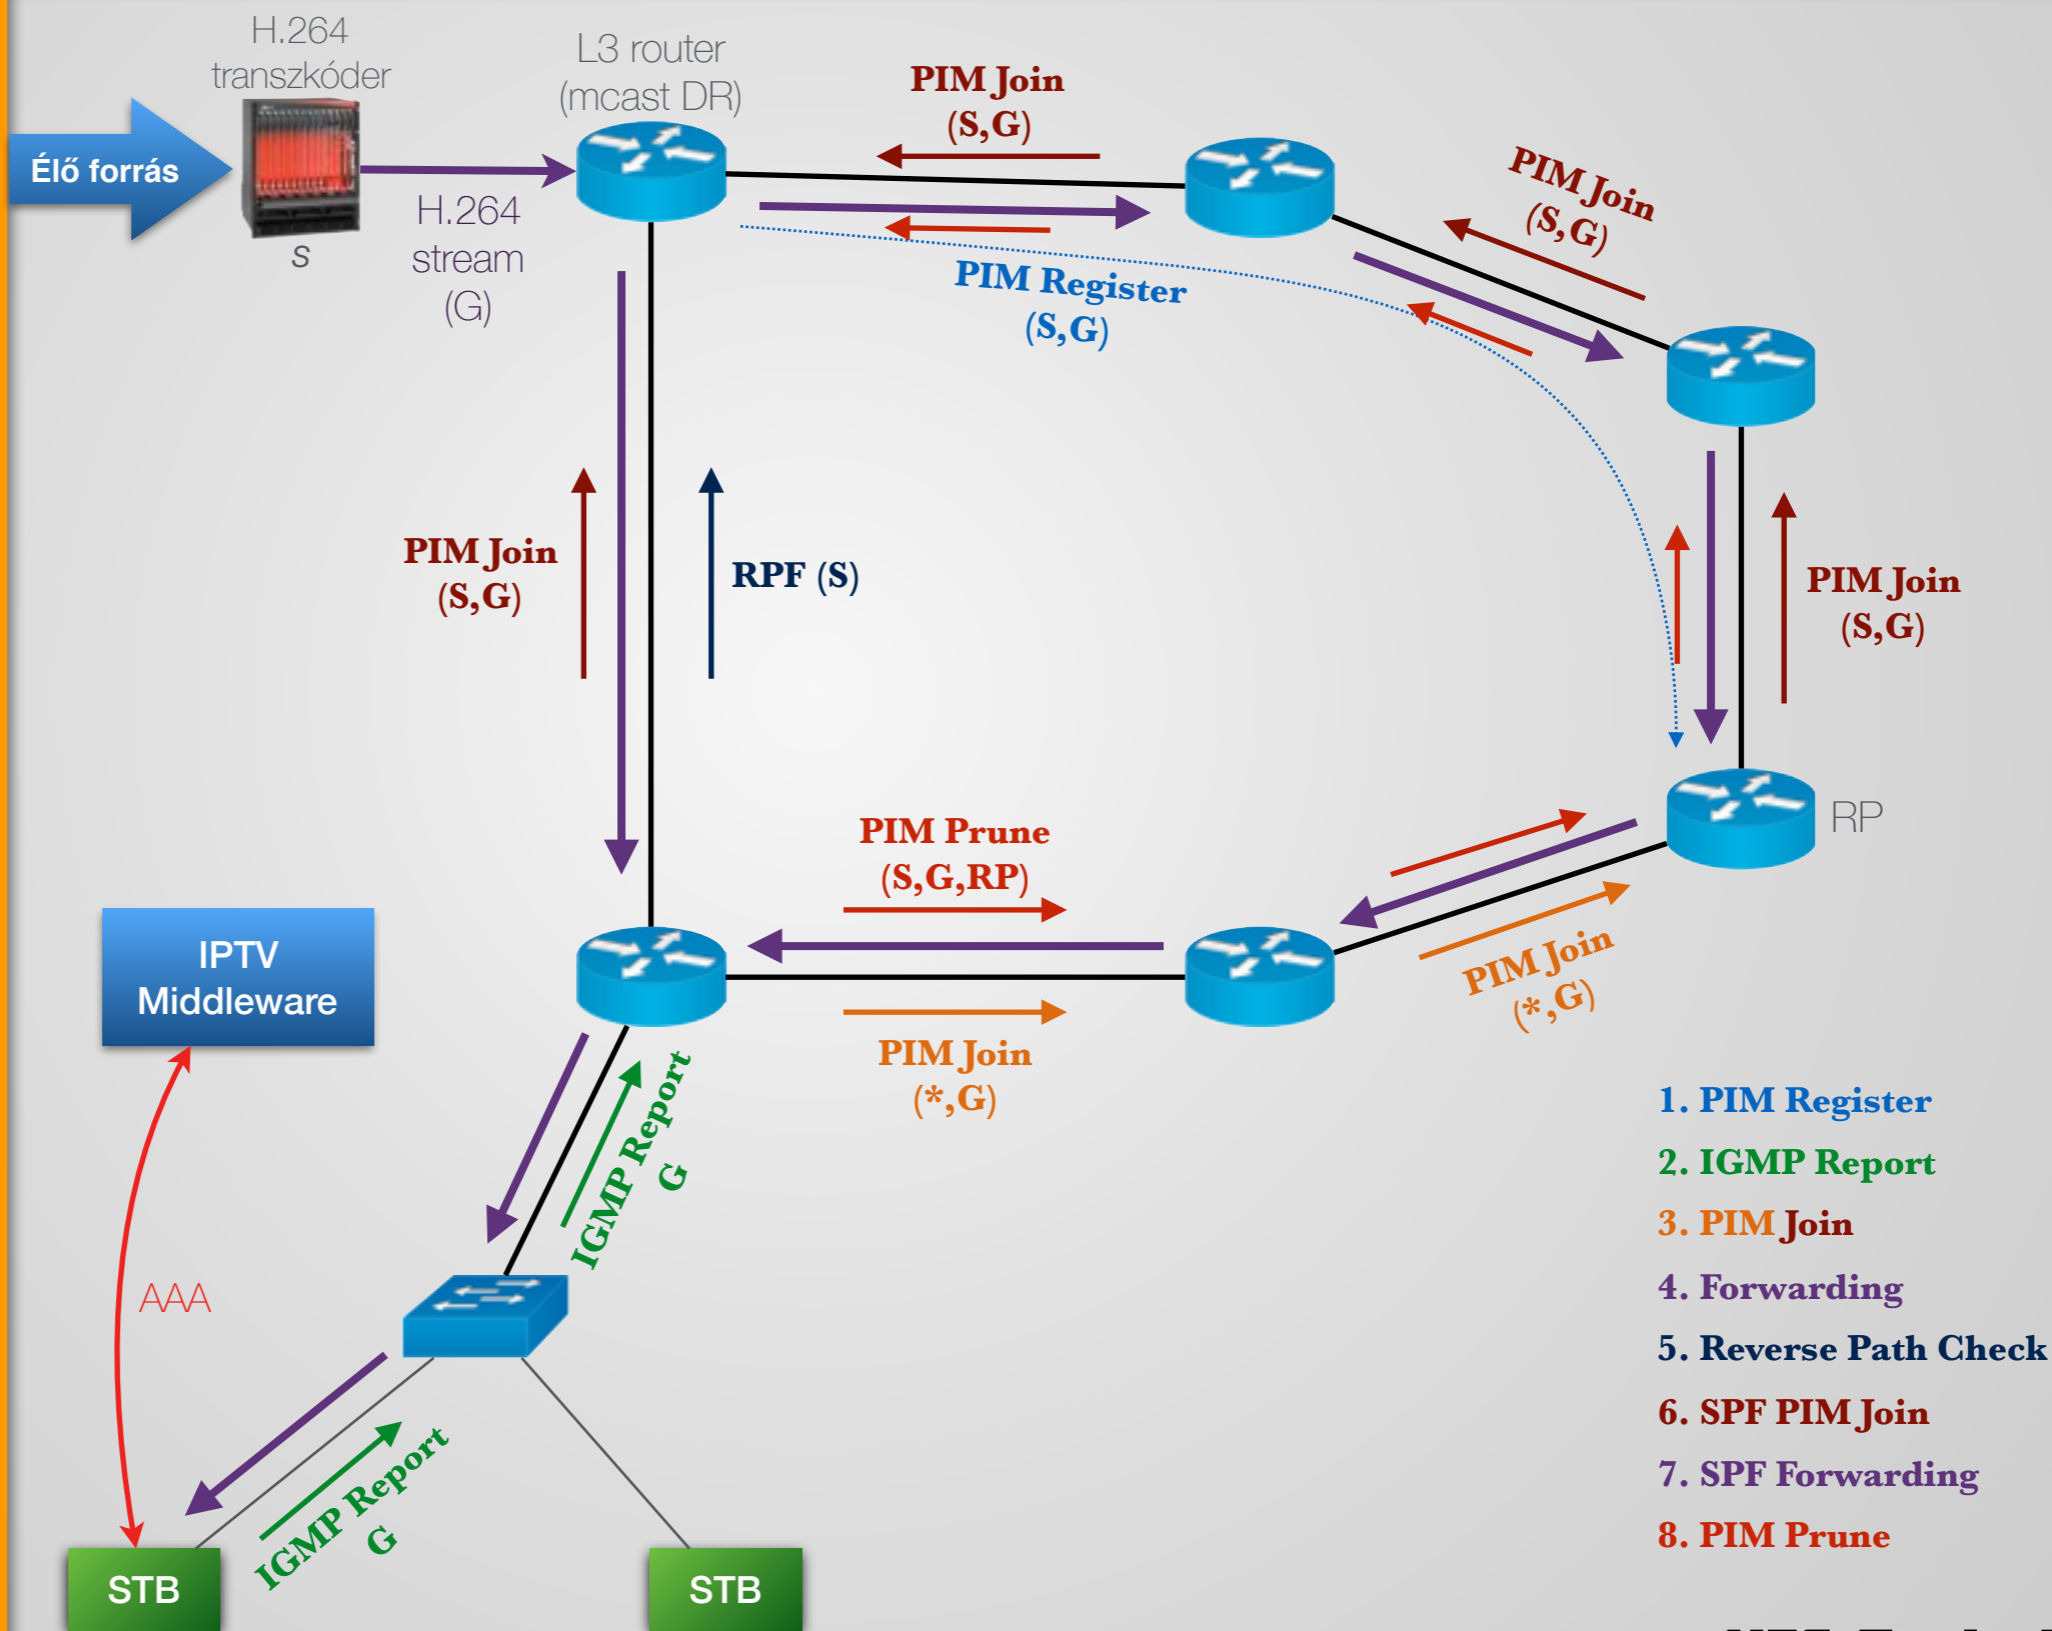 H.264
transzkóder
Élő forrás
S
H.264
stream
(G)
L3 router
(mcast DR)
PIM Join
(S,G)
PIM Join
(S,G)
PIM Register
(S,G)
PIM Join
(S,G)
RPF (S)
PIM Join
(S,G)
RP
PIM Prune
(S,G,RP)
PIM Join
(*,G)
PIM Join
(*,G)
IPTV
Middleware
AAA
IGMP Report
G
IGMP Report
G
STB
STB
1. PIM Register
2. IGMP Report
3. PIM Join
4. Forwarding
5. Reverse Path Check
6. SPF PIM Join
7. SPF Forwarding
8. PIM Prune